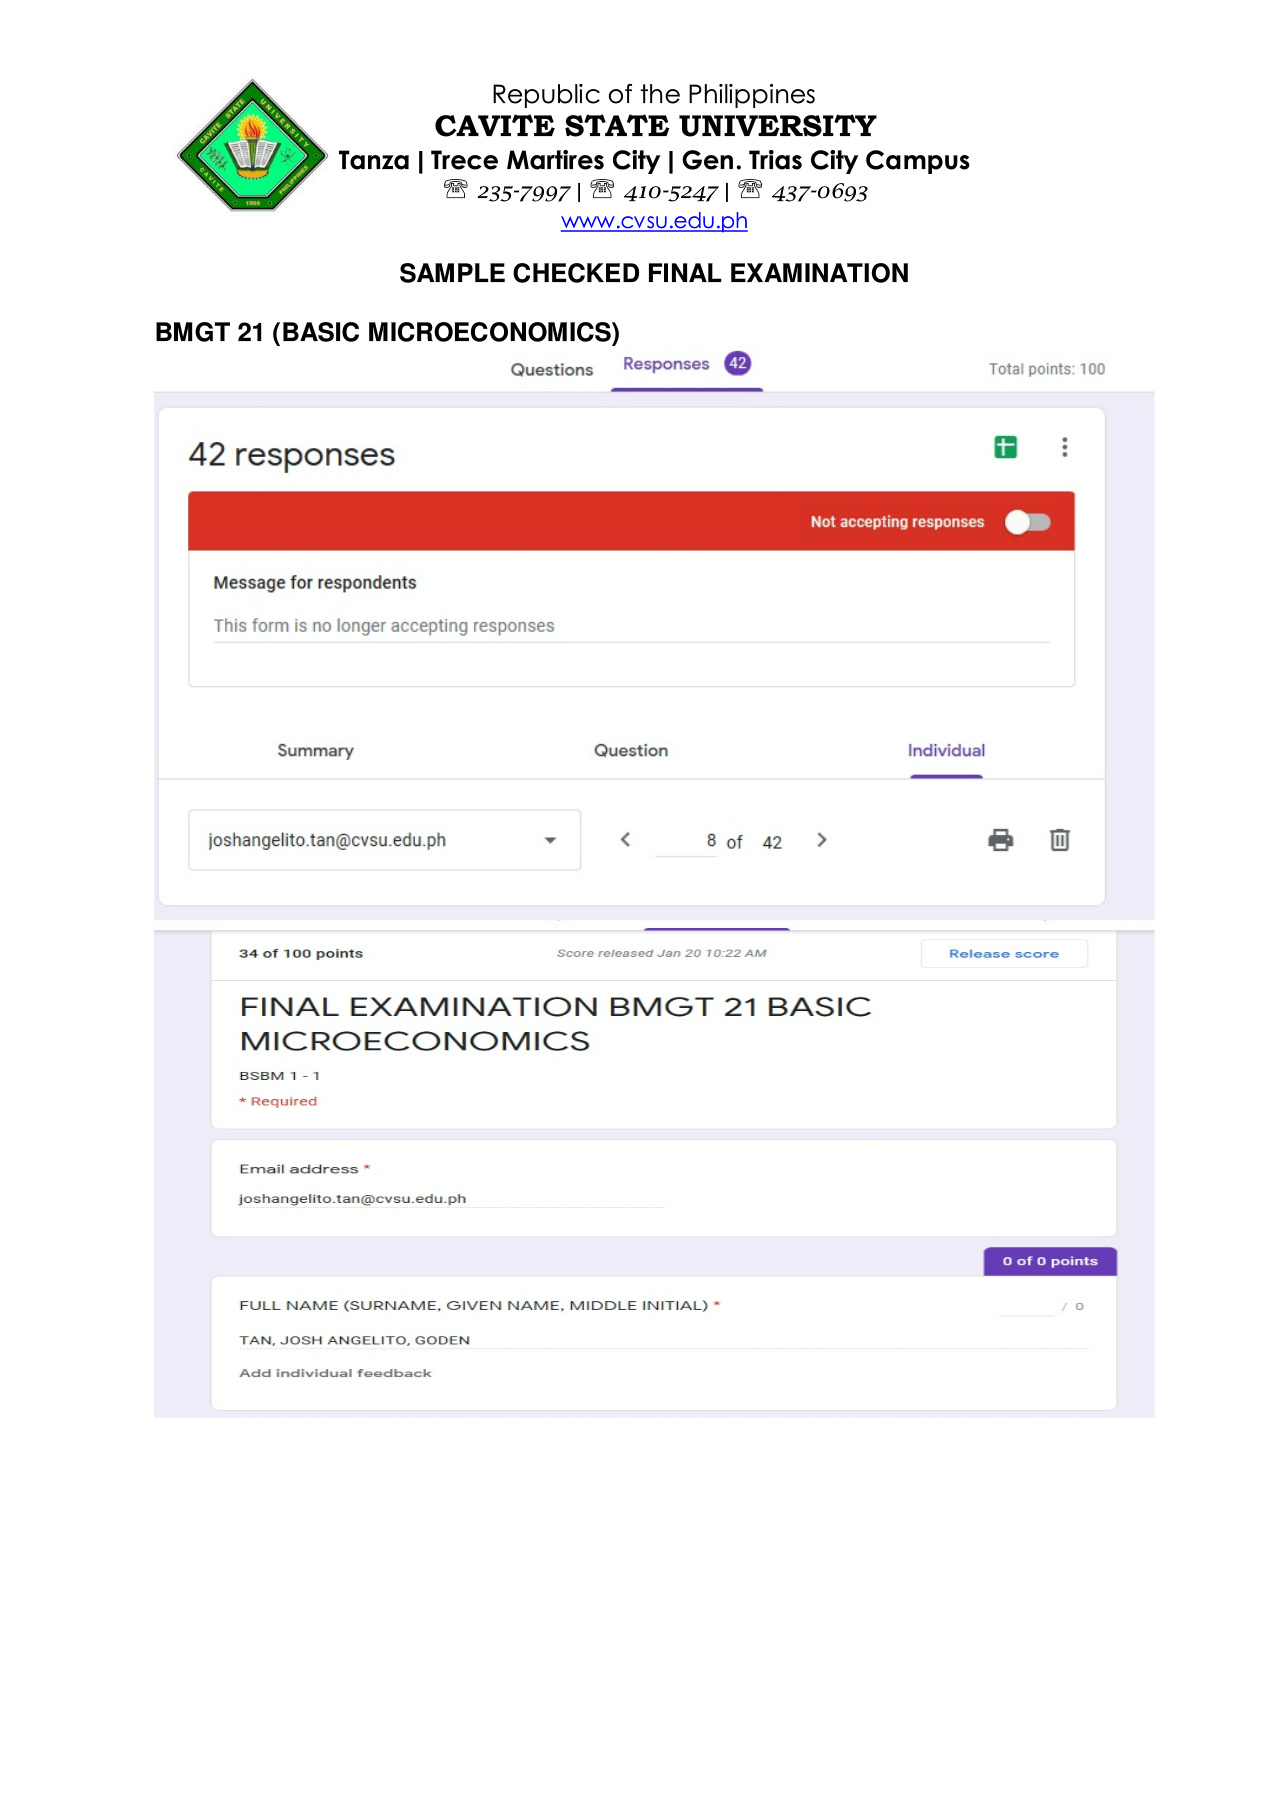 CAVITE STATE UNIVERSITY
CAVITE PHILIPPINES
1906
Republic of the Philippines
CAVITE STATE UNIVERSITY
Tanza | Trece Martires City | Gen. Trias City Campus
☏ 235-7997 | ☏ 410-5247 | ☏ 437-0693
www.cvsu.edu.ph
SAMPLE CHECKED FINAL EXAMINATION
BMGT 21 (BASIC MICROECONOMICS)
Questions Responses 42 Total points: 100
42 responses
Not accepting responses
Message for respondents
This form is no longer accepting responses
Summary Question Individual
joshangelito.tan@cvsu.edu.ph 8 of 42
34 of 100 points Score released Jan 20 10:22 AM Release score
FINAL EXAMINATION BMGT 21 BASIC
MICROECONOMICS
BSBM 1 - 1
* Required
Email address *
joshangelito.tan@cvsu.edu.ph
0 of 0 points
FULL NAME (SURNAME, GIVEN NAME, MIDDLE INITIAL) * / 0
TAN, JOSH ANGELITO, GODEN
Add individual feedback